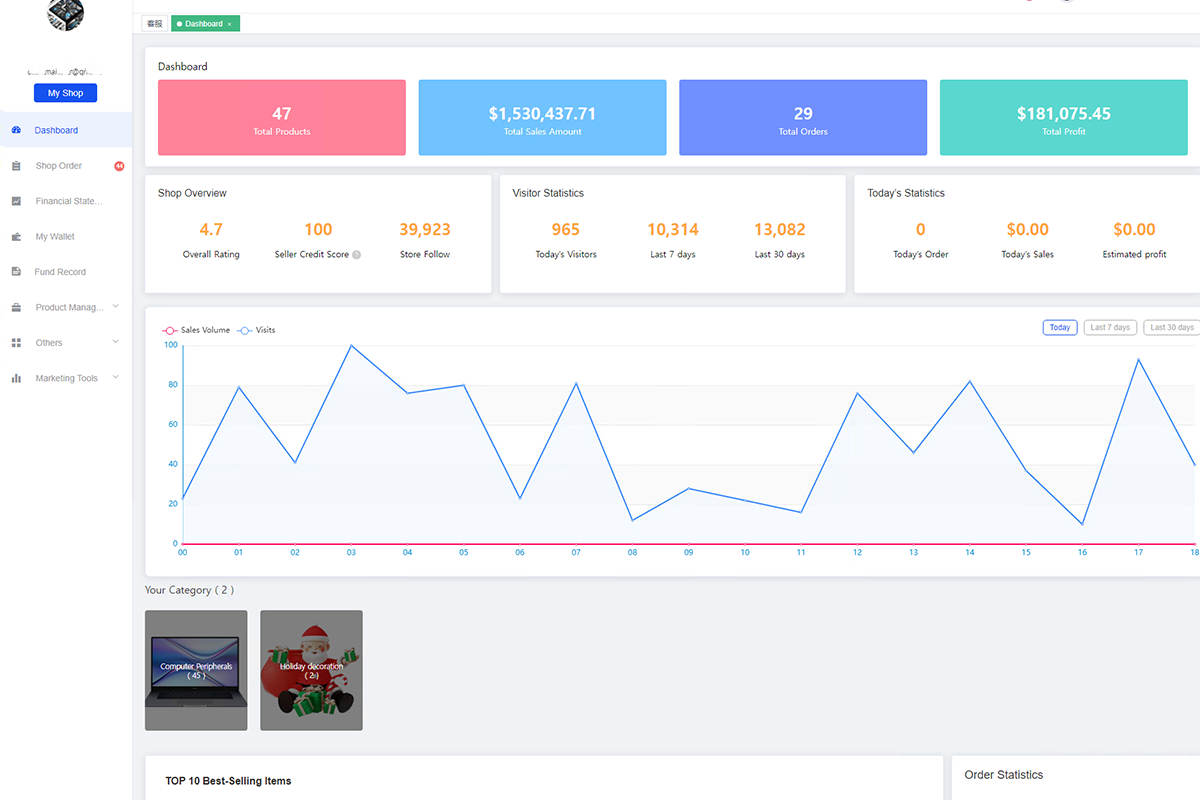 客服
Dashboard ×
My Shop
Dashboard
Shop Order 44
Financial State...
My Wallet
Fund Record
Product Manag...
Others
Marketing Tools
Dashboard
47
Total Products
$1,530,437.71
Total Sales Amount
29
Total Orders
$181,075.45
Total Profit
Shop Overview
4.7
Overall Rating
100
Seller Credit Score ?
39,923
Store Follow
Visitor Statistics
965
Today's Visitors
10,314
Last 7 days
13,082
Last 30 days
Today's Statistics
0
Today's Order
$0.00
Today's Sales
$0.00
Estimated profit
Sales Volume Visits
Today Last 7 days Last 30 days
100
80
60
40
20
0
00 01 02 03 04 05 06 07 08 09 10 11 12 13 14 15 16 17 18
Your Category ( 2 )
Computer Peripherals
( 45 )
Holiday decoration
TOP 10 Best-Selling Items
Order Statistics